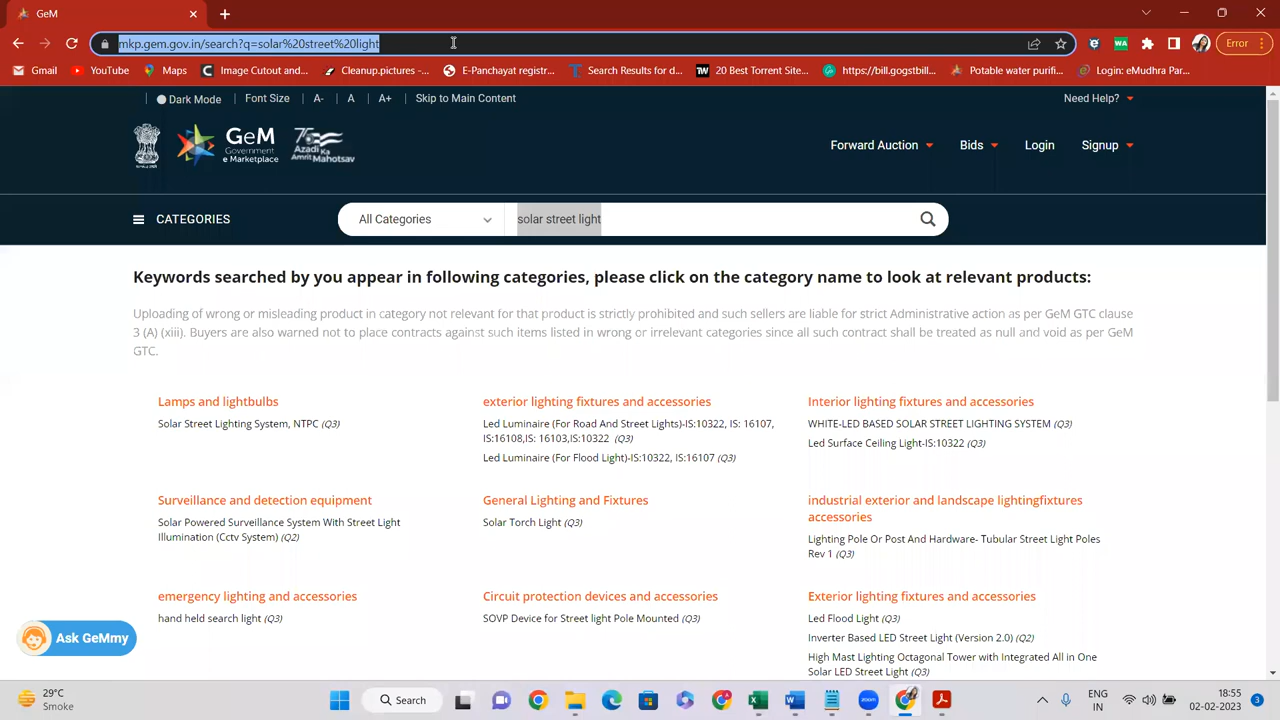 GeM
mkp.gem.gov.in/search?q=solar%20street%20light
Error
Gmail
YouTube
Maps
Image Cutout and...
Cleanup.pictures -...
E-Panchayat registr...
Search Results for d...
20 Best Torrent Site...
https://bill.gogstbill...
Potable water purifi...
Login: eMudhra Par...
Dark Mode
Font Size
A-
A
A+
Skip to Main Content
Need Help?
GeM
Government
e Marketplace
Azadi Ka
Amrit Mahotsav
Forward Auction
Bids
Login
Signup
CATEGORIES
All Categories
solar street light
Keywords searched by you appear in following categories, please click on the category name to look at relevant products:
Uploading of wrong or misleading product in category not relevant for that product is strictly prohibited and such sellers are liable for strict Administrative action as per GeM GTC clause
3 (A) (xiii). Buyers are also warned not to place contracts against such items listed in wrong or irrelevant categories since all such contract shall be treated as null and void as per GeM
GTC.
Lamps and lightbulbs
Solar Street Lighting System, NTPC (Q3)
exterior lighting fixtures and accessories
Led Luminaire (For Road And Street Lights)-IS:10322, IS: 16107,
IS:16108,IS: 16103,IS:10322 (Q3)
Led Luminaire (For Flood Light)-IS:10322, IS:16107 (Q3)
Interior lighting fixtures and accessories
WHITE-LED BASED SOLAR STREET LIGHTING SYSTEM (Q3)
Led Surface Ceiling Light-IS:10322 (Q3)
Surveillance and detection equipment
Solar Powered Surveillance System With Street Light
Illumination (Cctv System) (Q2)
General Lighting and Fixtures
Solar Torch Light (Q3)
industrial exterior and landscape lightingfixtures
accessories
Lighting Pole Or Post And Hardware- Tubular Street Light Poles
Rev 1 (Q3)
emergency lighting and accessories
hand held search light (Q3)
Circuit protection devices and accessories
SOVP Device for Street light Pole Mounted (Q3)
Exterior lighting fixtures and accessories
Led Flood Light (Q3)
Inverter Based LED Street Light (Version 2.0) (Q2)
High Mast Lighting Octagonal Tower with Integrated All in One
Solar LED Street Light (Q3)
Ask GeMmy
29°C
Smoke
Search
ENG
IN
18:55
02-02-2023
3